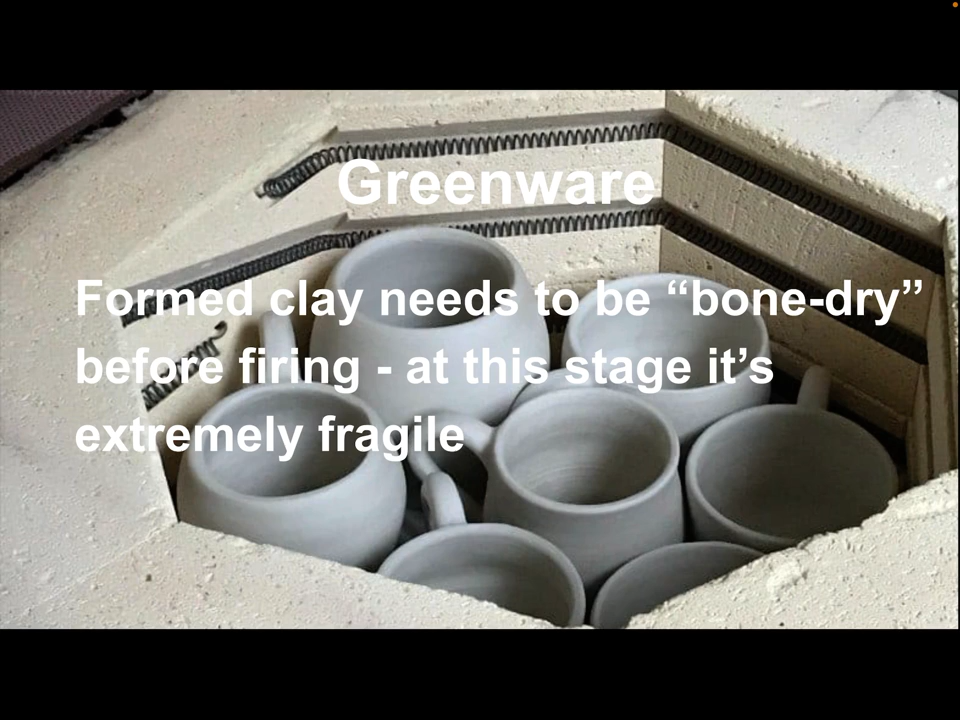 Greenware
Formed clay needs to be “bone-dry”
before firing - at this stage it’s
extremely fragile